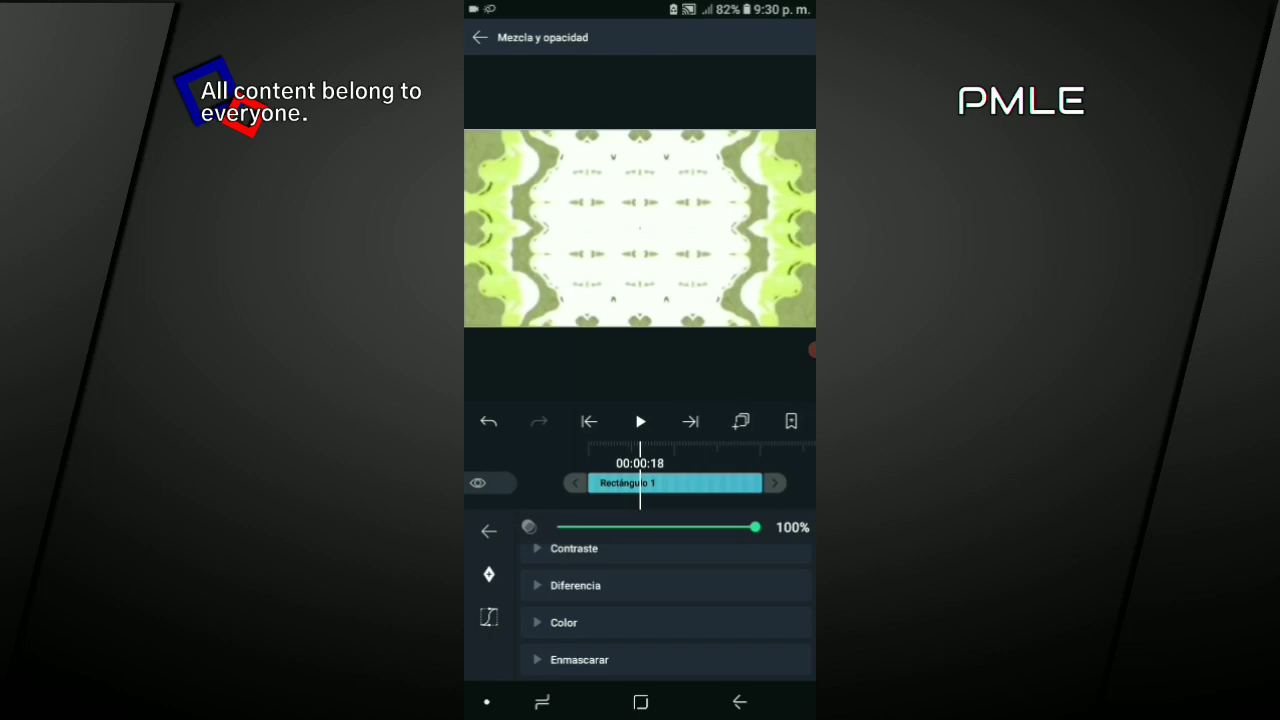 82% 9:30 p. m.
Mezcla y opacidad
All content belong to
everyone.
PMLE
00:00:18
Rectángulo 1
100%
Contraste
Diferencia
Color
Enmascarar